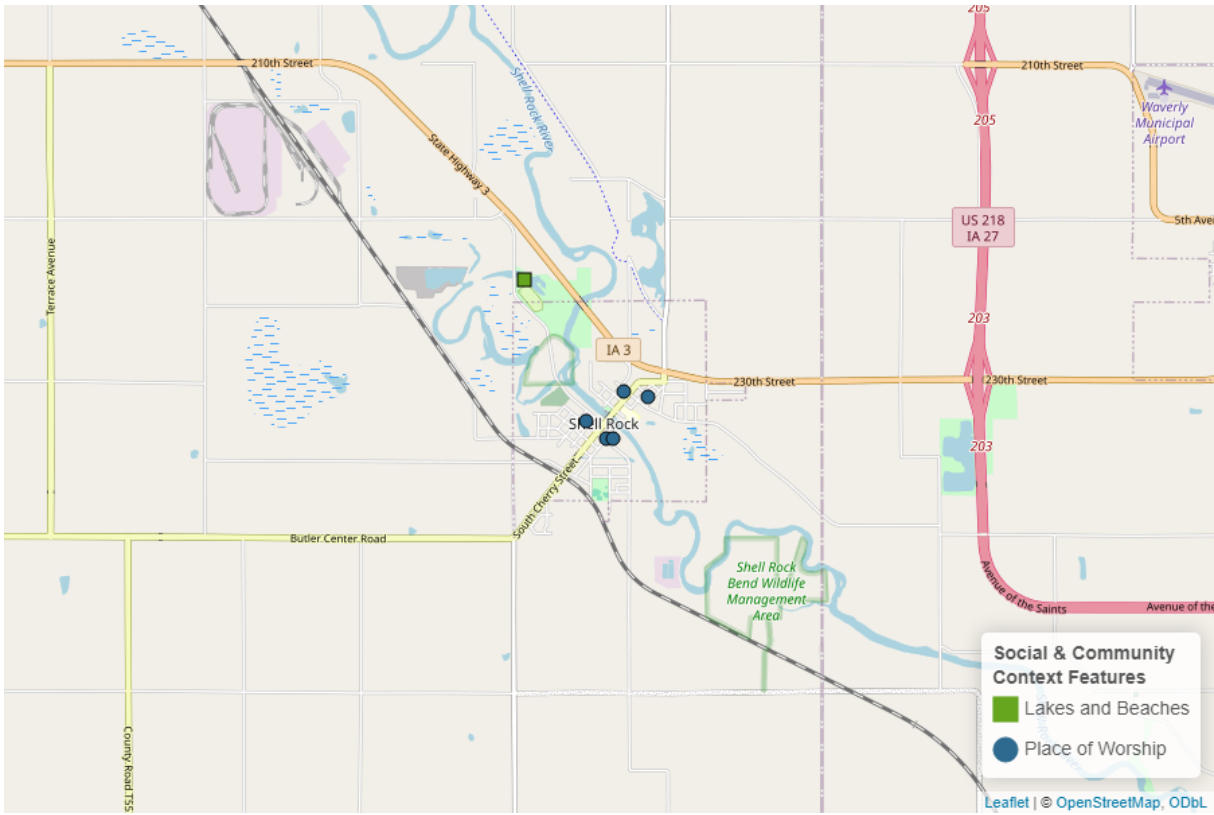 205
210th Street
210th Street
Shell Rock River
205
Waverly
Municipal
Airport
State Highway 3
US 218
IA 27
Terrace Avenue
203
IA 3
230th Street
230th Street
Shell Rock
203
South Cherry Street
Butler Center Road
Shell Rock
Bend Wildlife
Management
Area
Avenue of the Saints
Avenue of the
Social & Community
Context Features
Lakes and Beaches
Place of Worship
County Road T55
Leaflet | © OpenStreetMap, ODbL